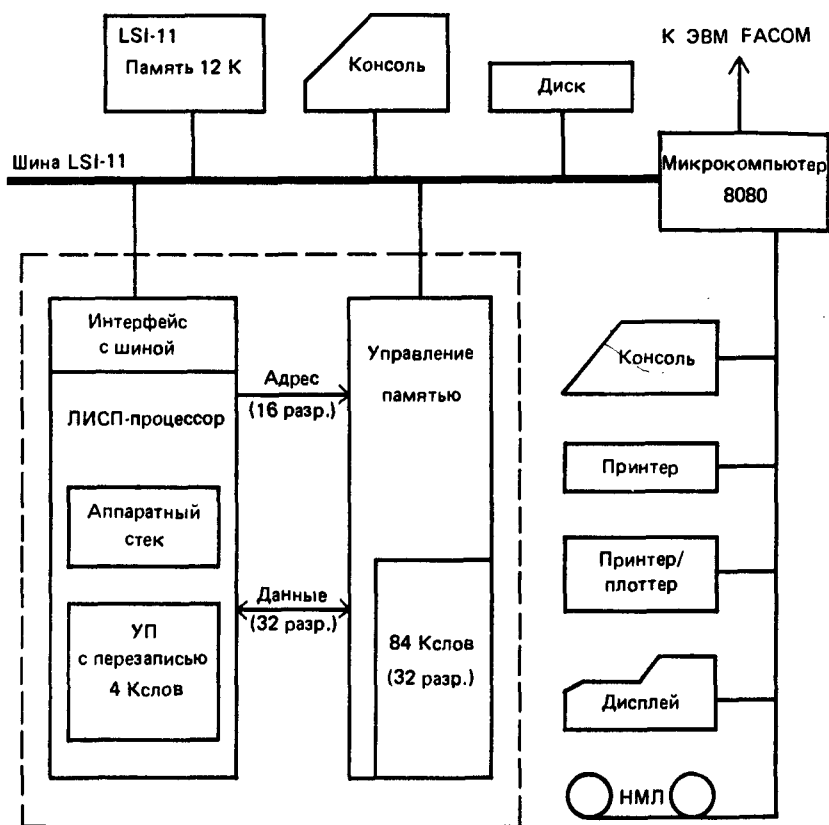 LSI-11
Память 12 К
Консоль
Диск
К ЭВМ FACOM
Шина LSI-11
Микрокомпьютер
8080
Интерфейс
с шиной
ЛИСП-процессор
Аппаратный
стек
УП
с перезаписью
4 Кслов
Адрес
(16 разр.)
Данные
(32 разр.)
Управление
памятью
84 Кслов
(32 разр.)
Консоль
Принтер
Принтер/
плоттер
Дисплей
НМЛ